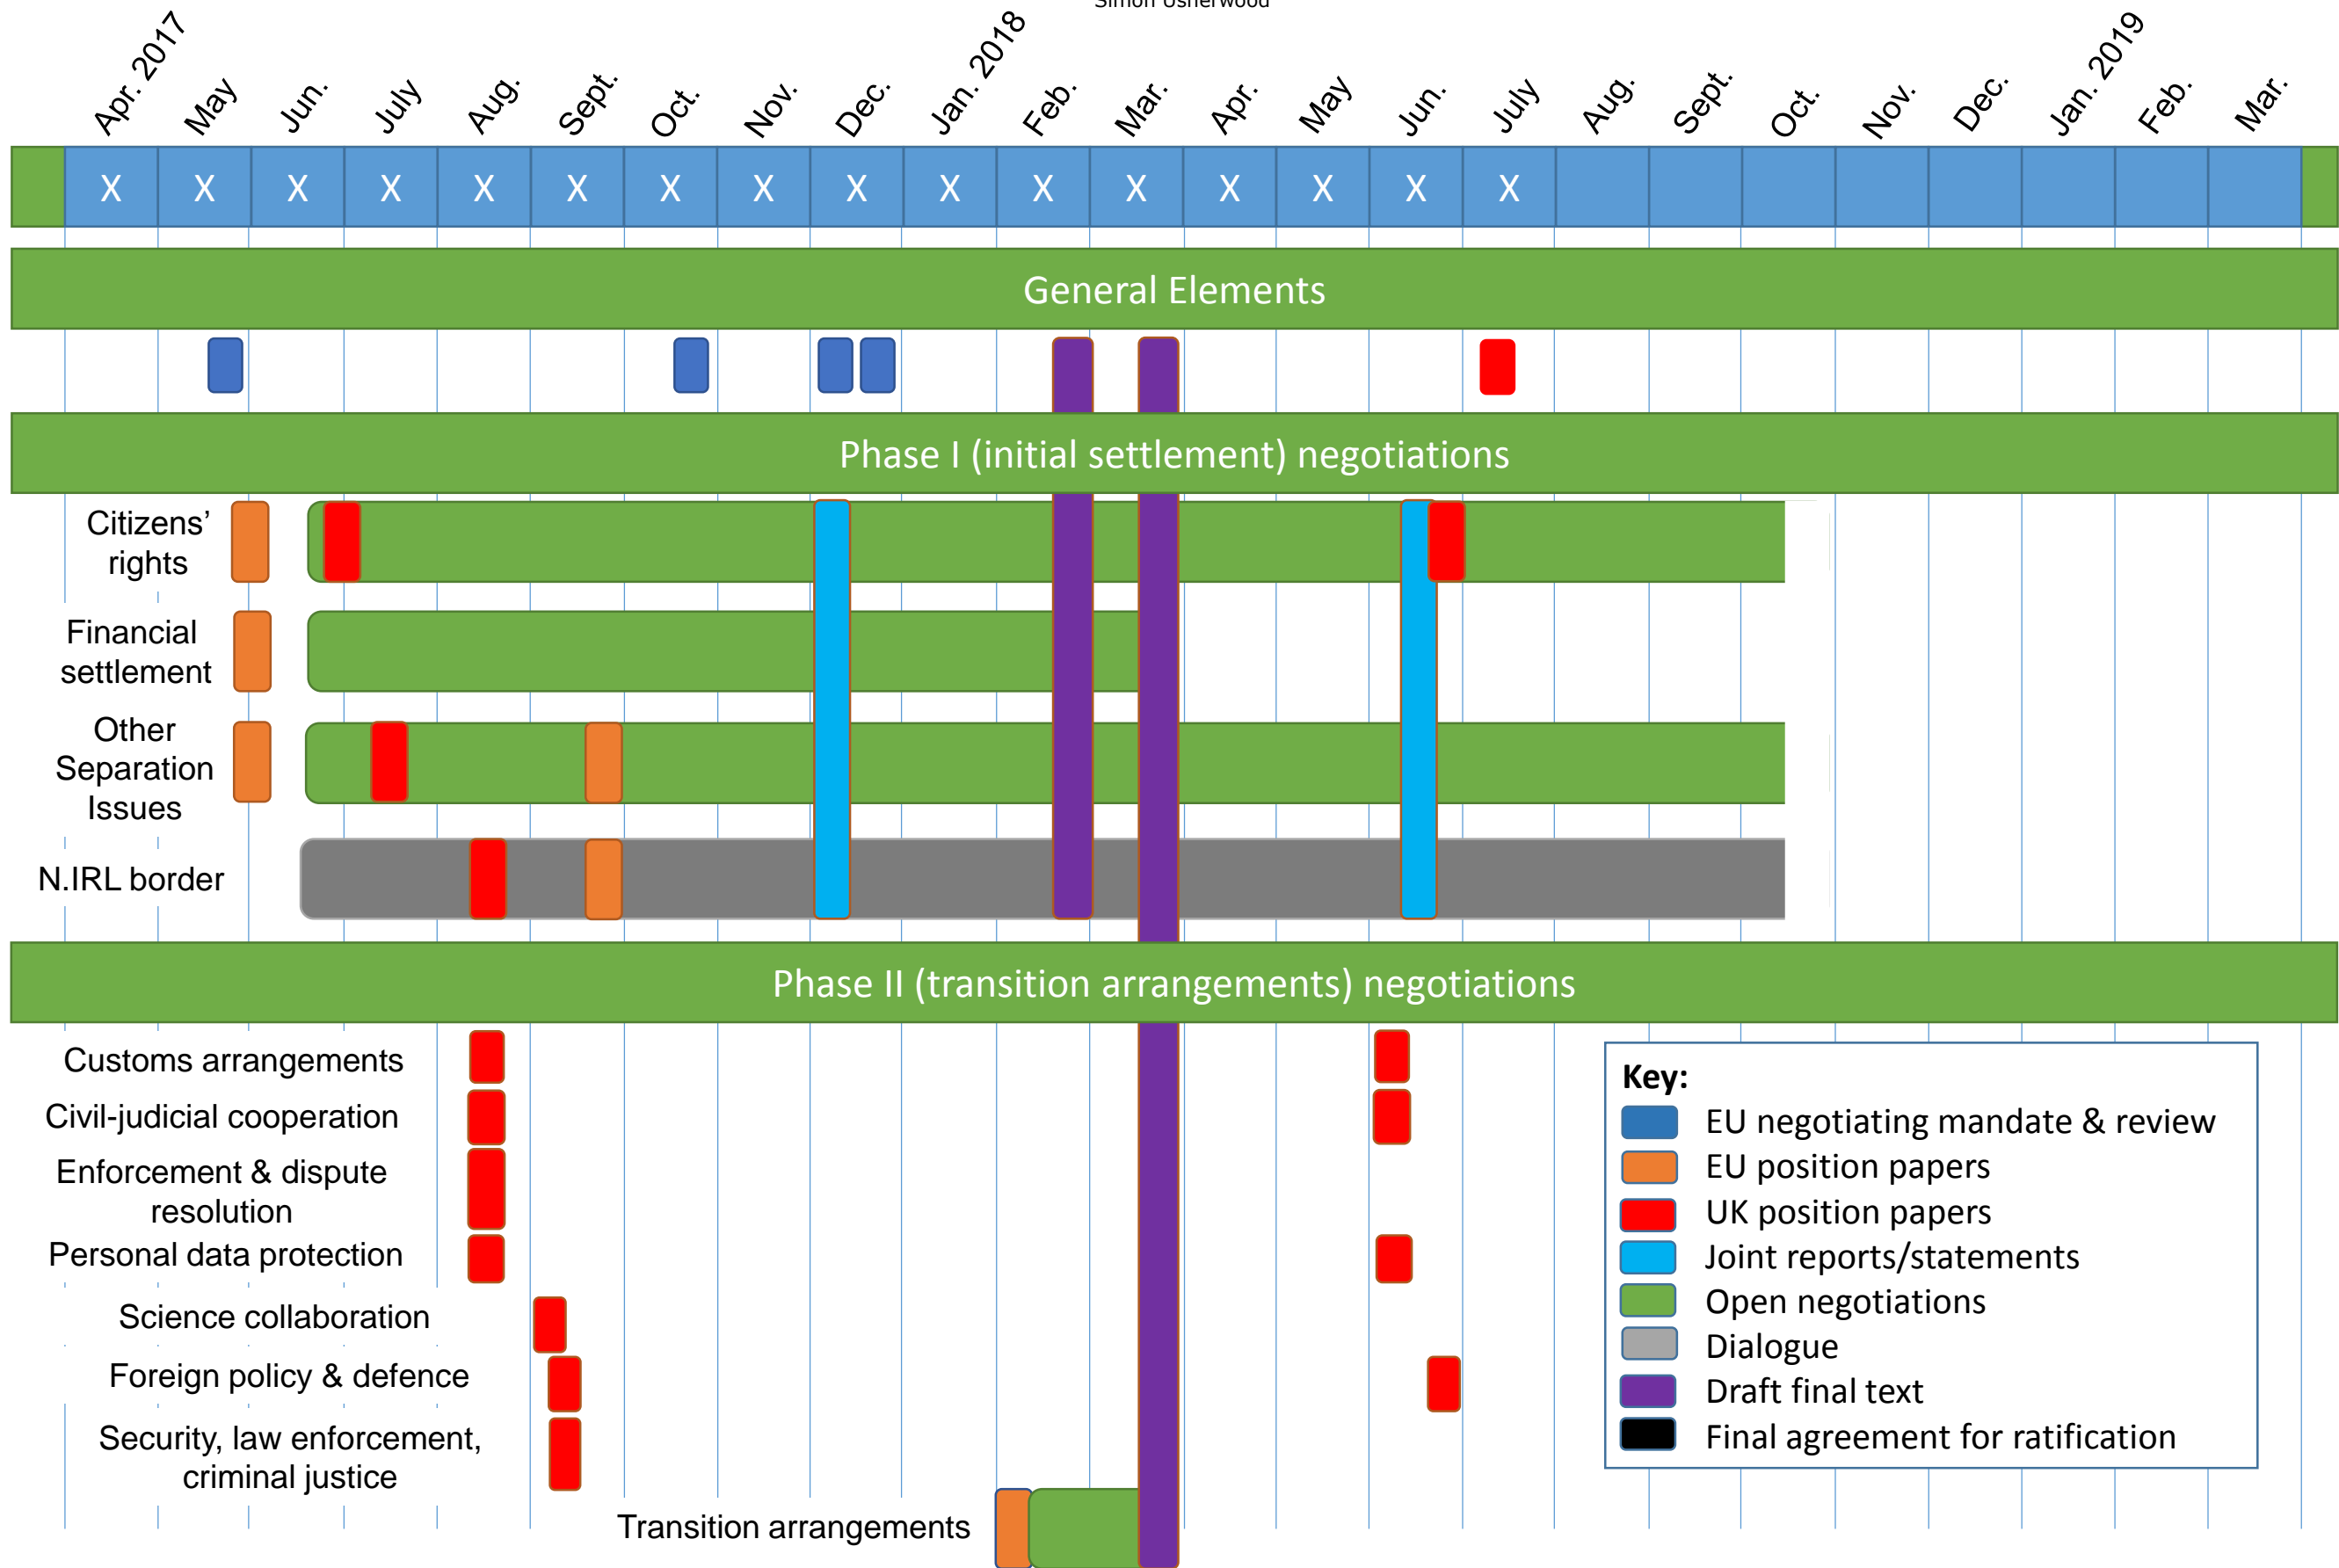 Simon Usherwood
Apr. 2017
May
Jun.
July
Aug.
Sept.
Oct.
Nov.
Dec.
Jan. 2018
Feb.
Mar.
Apr.
May
Jun.
July
Aug.
Sept.
Oct.
Nov.
Dec.
Jan. 2019
Feb.
Mar.
X X X X X X X X X X X X X X X X
General Elements
Phase I (initial settlement) negotiations
Citizens’
rights
Financial
settlement
Other
Separation
Issues
N.IRL border
Phase II (transition arrangements) negotiations
Customs arrangements
Civil-judicial cooperation
Enforcement & dispute
resolution
Personal data protection
Science collaboration
Foreign policy & defence
Security, law enforcement,
criminal justice
Transition arrangements
Key:
EU negotiating mandate & review
EU position papers
UK position papers
Joint reports/statements
Open negotiations
Dialogue
Draft final text
Final agreement for ratification